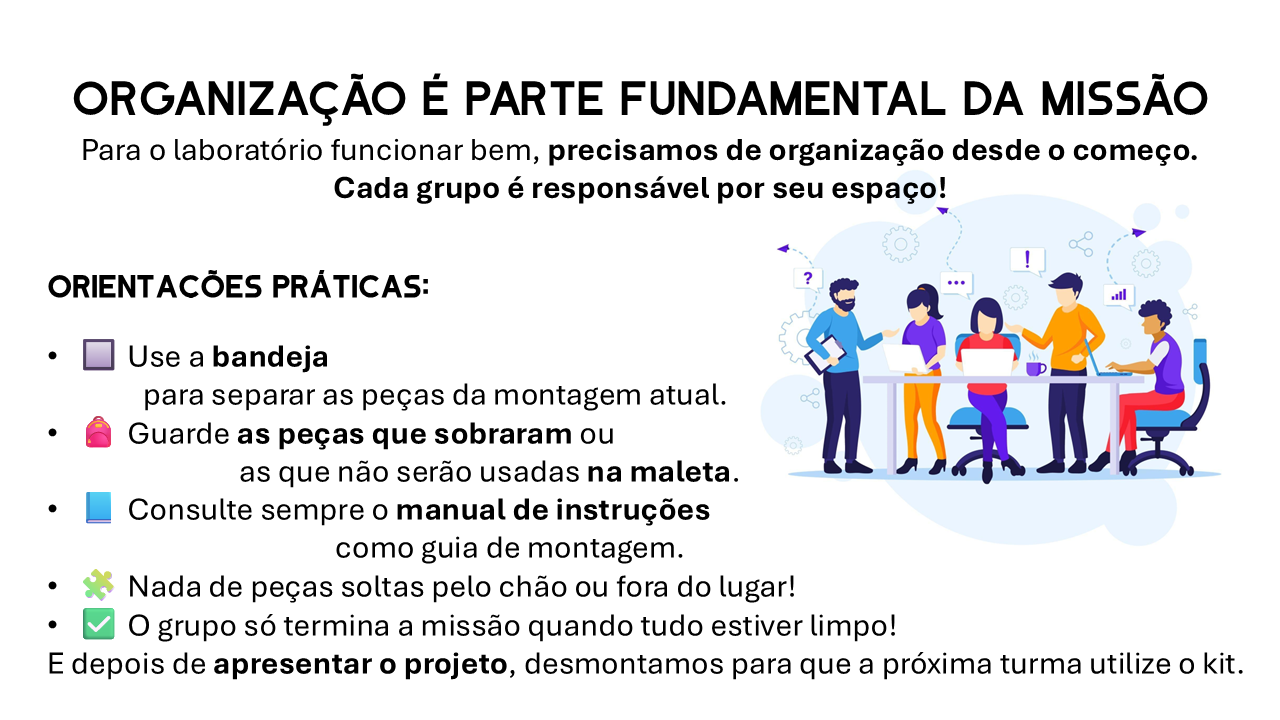 ORGANIZAÇÃO É PARTE FUNDAMENTAL DA MISSÃO
Para o laboratório funcionar bem, precisamos de organização desde o começo.
Cada grupo é responsável por seu espaço!
ORIENTACÕES PRÁTICAS:
• Use a bandeja
para separar as peças da montagem atual.
• Guarde as peças que sobraram ou
as que não serão usadas na maleta.
• Consulte sempre o manual de instruções
como guia de montagem.
• Nada de peças soltas pelo chão ou fora do lugar!
• O grupo só termina a missão quando tudo estiver limpo!
E depois de apresentar o projeto, desmontamos para que a próxima turma utilize o kit.